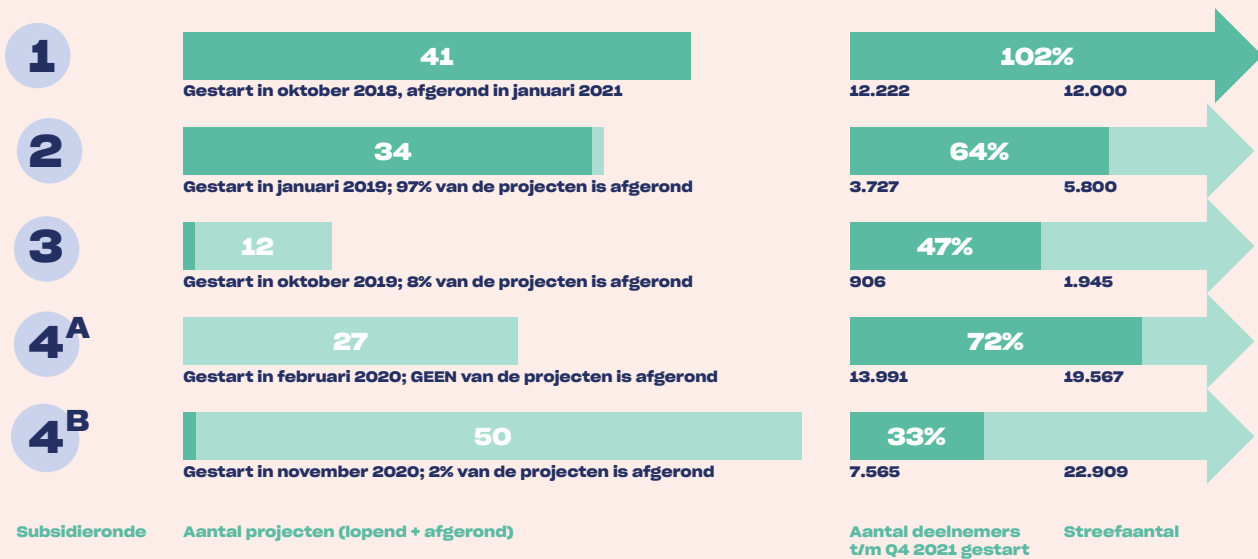 1
41
102%
Gestart in oktober 2018, afgerond in januari 2021
12.222
12.000
2
34
64%
Gestart in januari 2019; 97% van de projecten is afgerond
3.727
5.800
3
12
47%
Gestart in oktober 2019; 8% van de projecten is afgerond
906
1.945
4A
27
72%
Gestart in februari 2020; GEEN van de projecten is afgerond
13.991
19.567
4B
50
33%
Gestart in november 2020; 2% van de projecten is afgerond
7.565
22.909
Subsidieronde
Aantal projecten (lopend + afgerond)
Aantal deelnemers
t/m Q4 2021 gestart
Streefaantal